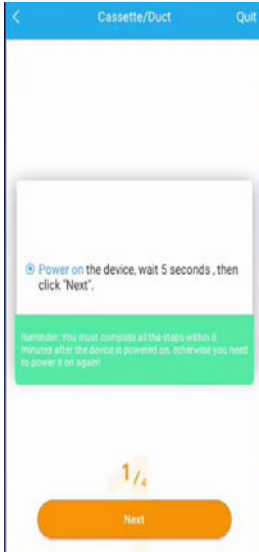 < Cassette/Duct Quit
Power on the device, wait 5 seconds , then
click "Next".
Reminder: You must complete all the steps within 8
minutes after the device is powered on, otherwise you need
to power it on again!
1/4
Next